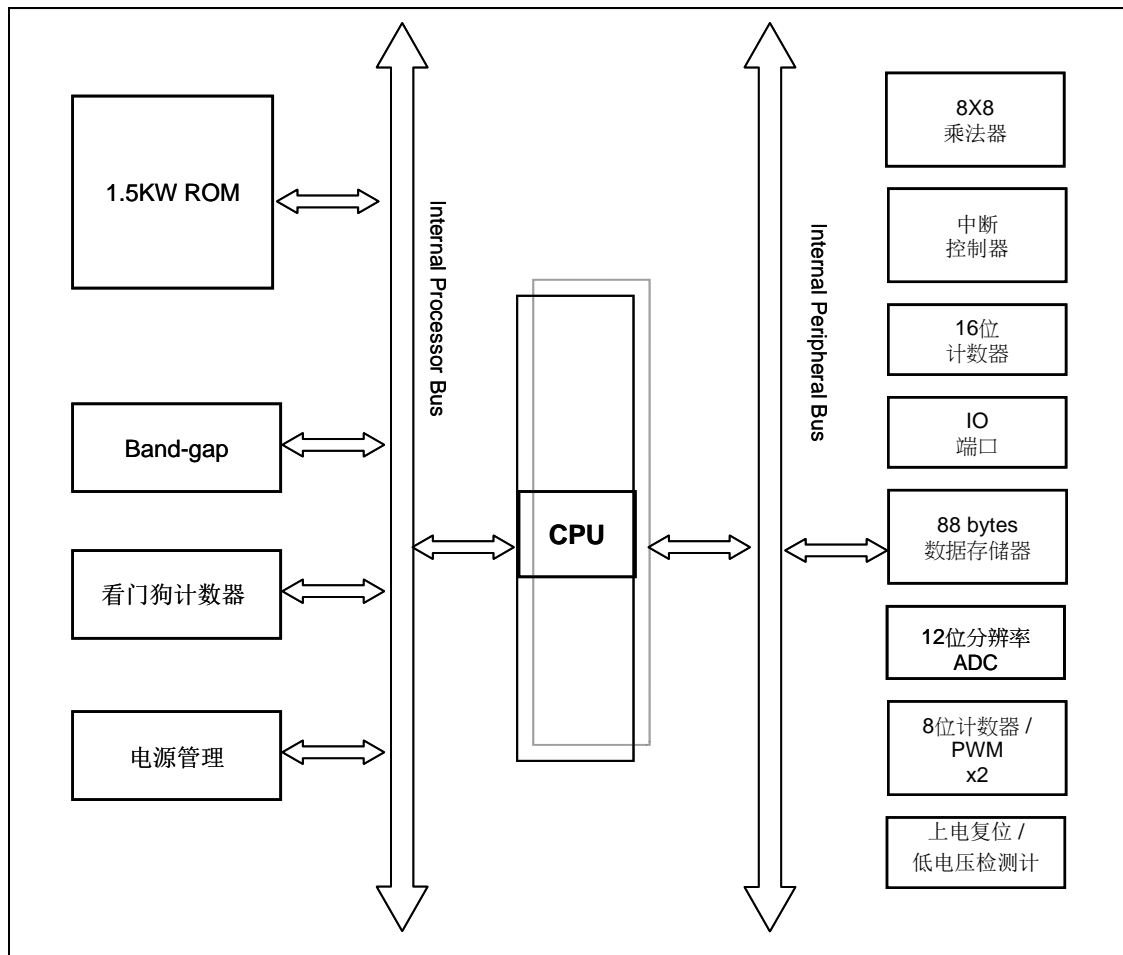 1.5KW ROM
Band-gap
看门狗计数器
电源管理
Internal Processor Bus
CPU
Internal Peripheral Bus
8X8
乘法器
中断
控制器
16位
计数器
IO
端口
88 bytes
数据存储器
12位分辨率
ADC
8位计数器 /
PWM
x2
上电复位 /
低电压检测计